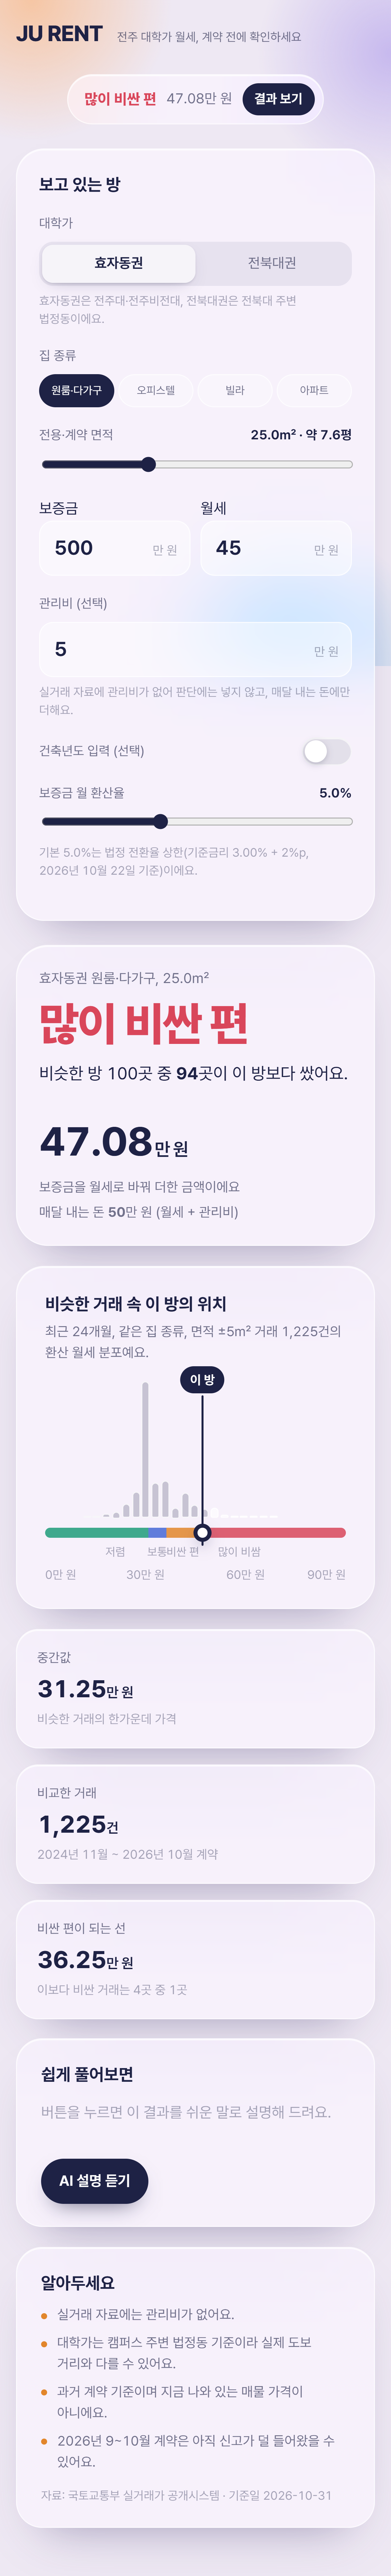 JU RENT 전주 대학가 월세, 계약 전에 확인하세요
많이 비싼 편 47.08만 원 결과 보기
보고 있는 방
대학가
효자동권 전북대권
효자동권은 전주대·전주비전대, 전북대권은 전북대 주변
법정동이에요.
집 종류
원룸·다가구 오피스텔 빌라 아파트
전용·계약 면적 25.0m² · 약 7.6평
보증금 월세
500 만 원 45 만 원
관리비 (선택)
5 만 원
실거래 자료에 관리비가 없어 판단에는 넣지 않고, 매달 내는 돈에만
더해요.
건축년도 입력 (선택)
보증금 월 환산율 5.0%
기본 5.0%는 법정 전환율 상한(기준금리 3.00% + 2%p,
2026년 10월 22일 기준)이에요.
효자동권 원룸·다가구, 25.0m²
많이 비싼 편
비슷한 방 100곳 중 94곳이 이 방보다 쌌어요.
47.08만 원
보증금을 월세로 바꿔 더한 금액이에요
매달 내는 돈 50만 원 (월세 + 관리비)
비슷한 거래 속 이 방의 위치
최근 24개월, 같은 집 종류, 면적 ±5m² 거래 1,225건의
환산 월세 분포예요.
이 방
저렴 보통 비싼 편 많이 비쌈
0만 원 30만 원 60만 원 90만 원
중간값
31.25만 원
비슷한 거래의 한가운데 가격
비교한 거래
1,225건
2024년 11월 ~ 2026년 10월 계약
비싼 편이 되는 선
36.25만 원
이보다 비싼 거래는 4곳 중 1곳
쉽게 풀어보면
버튼을 누르면 이 결과를 쉬운 말로 설명해 드려요.
AI 설명 듣기
알아두세요
실거래 자료에는 관리비가 없어요.
대학가는 캠퍼스 주변 법정동 기준이라 실제 도보
거리와 다를 수 있어요.
과거 계약 기준이며 지금 나와 있는 매물 가격이
아니에요.
2026년 9~10월 계약은 아직 신고가 덜 들어왔을 수
있어요.
자료: 국토교통부 실거래가 공개시스템 · 기준일 2026-10-31